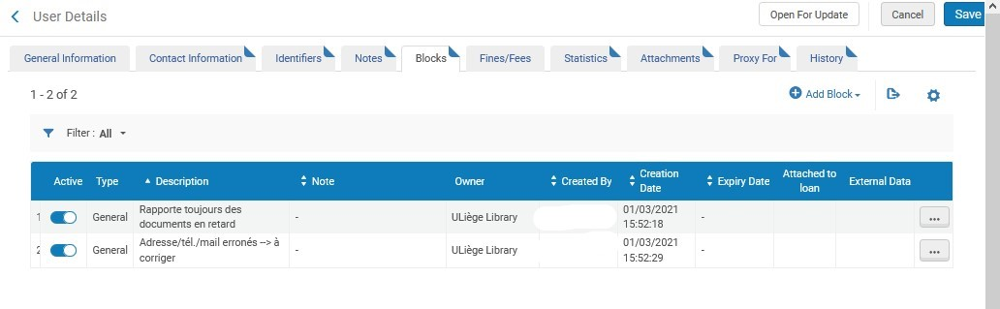 User Details
Open For Update
Cancel
Save
General Information
Contact Information
Identifiers
Notes
Blocks
Fines/Fees
Statistics
Attachments
Proxy For
History
1 - 2 of 2
Add Block
Filter : All
Active
Type
Description
Note
Owner
Created By
Creation
Date
Expiry Date
Attached to
loan
External Data
1
General
Rapporte toujours des
documents en retard
-
ULiège Library
01/03/2021
15:52:18
-
...
2
General
Adresse/tél./mail erronés --> à
corriger
-
ULiège Library
01/03/2021
15:52:29
-
...